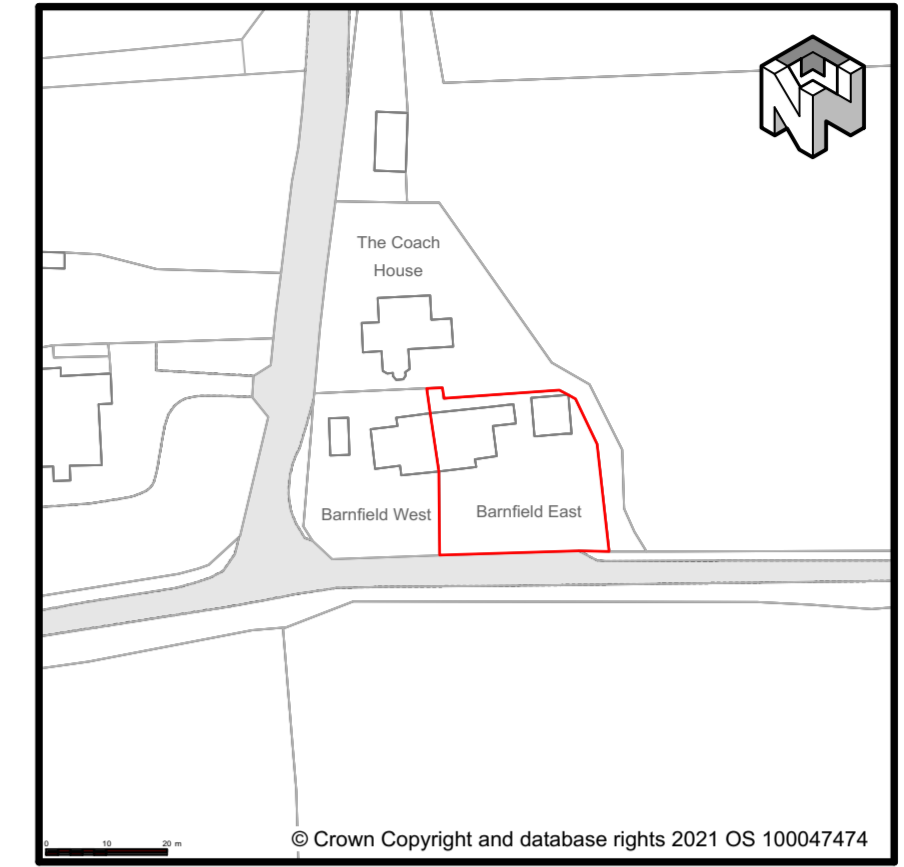 The Coach
House
Barnfield West
Barnfield East
0 10 20 m
© Crown Copyright and database rights 2021 OS 100047474